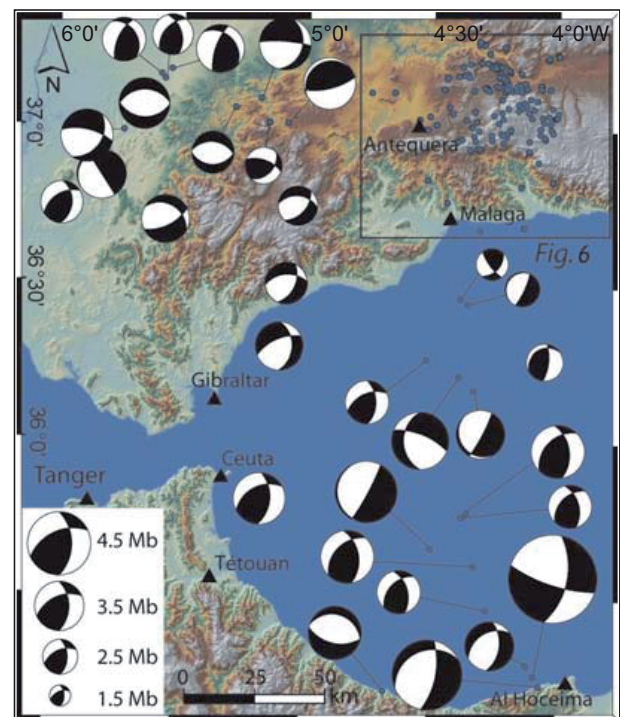 6°0' 5°0' 4°30' 4°0'W
N
37°0'
Antequera
Malaga
Fig. 6
36°30'
Gibraltar
36°0'
Ceuta
Tanger
4.5 Mb
Tétouan
3.5 Mb
2.5 Mb
1.5 Mb
0 25 50
km
Al Hoceima